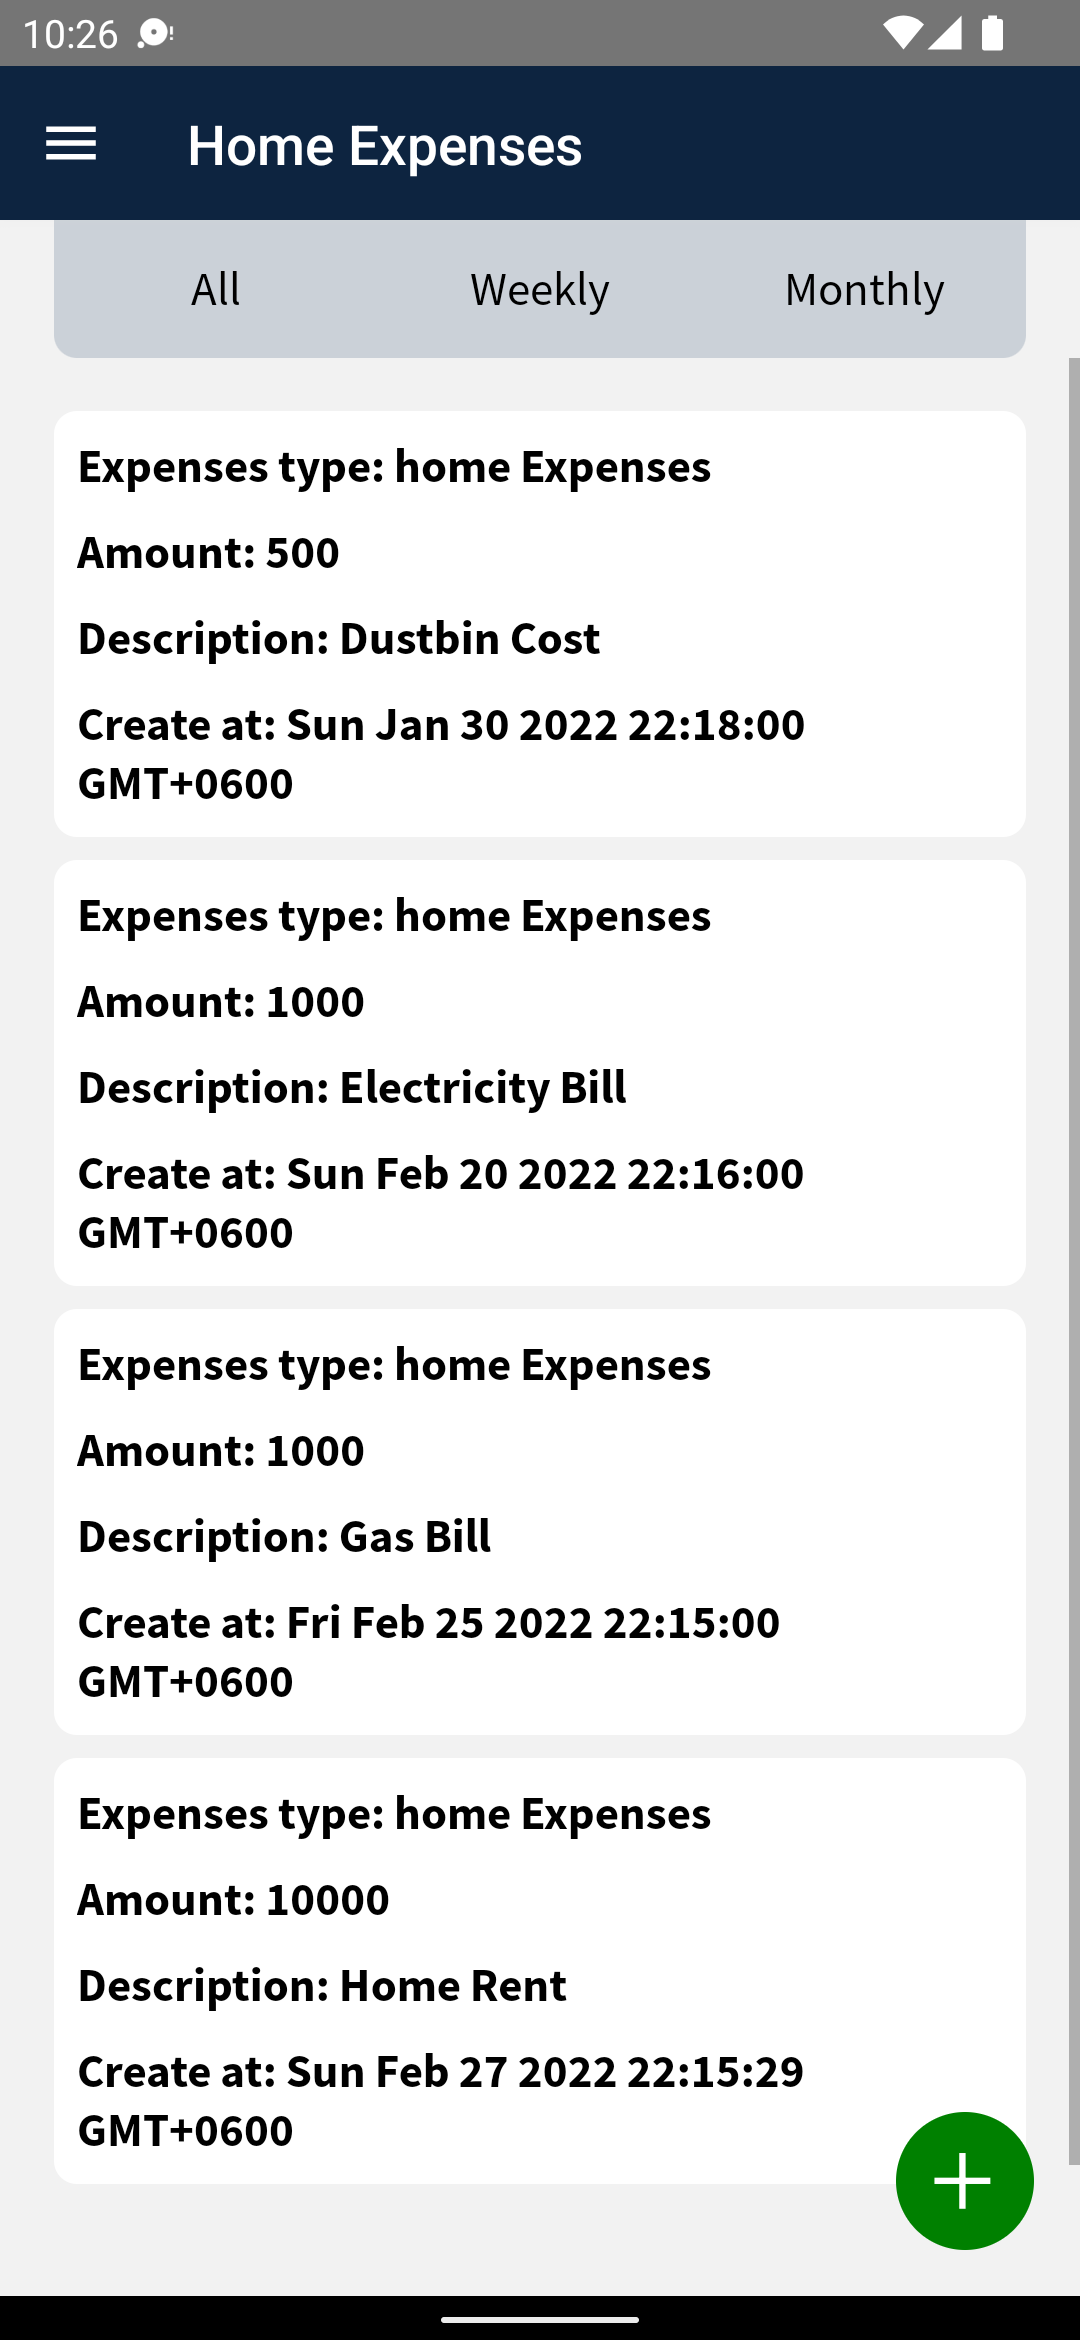 10:26
Home Expenses
All Weekly Monthly
Expenses type: home Expenses
Amount: 500
Description: Dustbin Cost
Create at: Sun Jan 30 2022 22:18:00
GMT+0600
Expenses type: home Expenses
Amount: 1000
Description: Electricity Bill
Create at: Sun Feb 20 2022 22:16:00
GMT+0600
Expenses type: home Expenses
Amount: 1000
Description: Gas Bill
Create at: Fri Feb 25 2022 22:15:00
GMT+0600
Expenses type: home Expenses
Amount: 10000
Description: Home Rent
Create at: Sun Feb 27 2022 22:15:29
GMT+0600